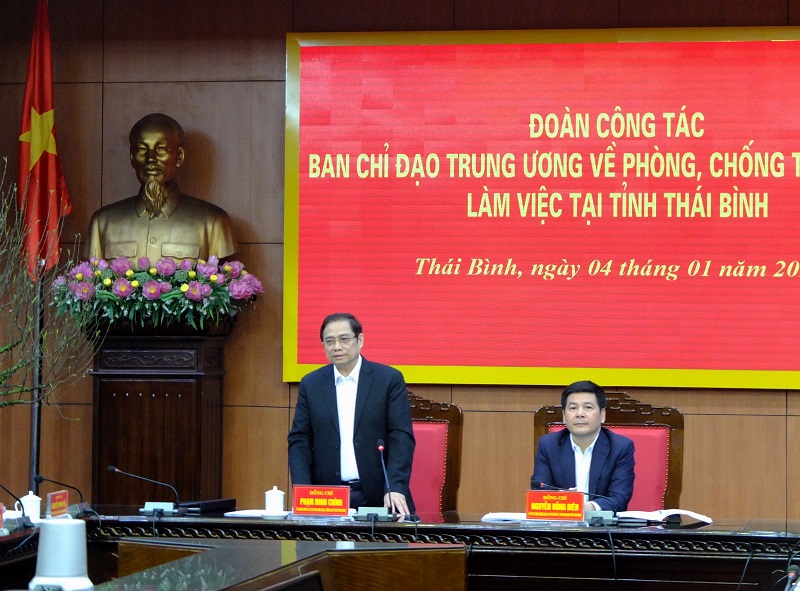 ĐOÀN CÔNG TÁC
BAN CHỈ ĐẠO TRUNG ƯƠNG VỀ PHÒNG, CHỐNG
LÀM VIỆC TẠI TỈNH THÁI BÌNH
Thái Bình, ngày 04 tháng 01 năm 20
ĐỒNG CHÍ
PHẠM MINH CHÍNH
ĐỒNG CHÍ
NGUYỄN HỒNG DIÊN